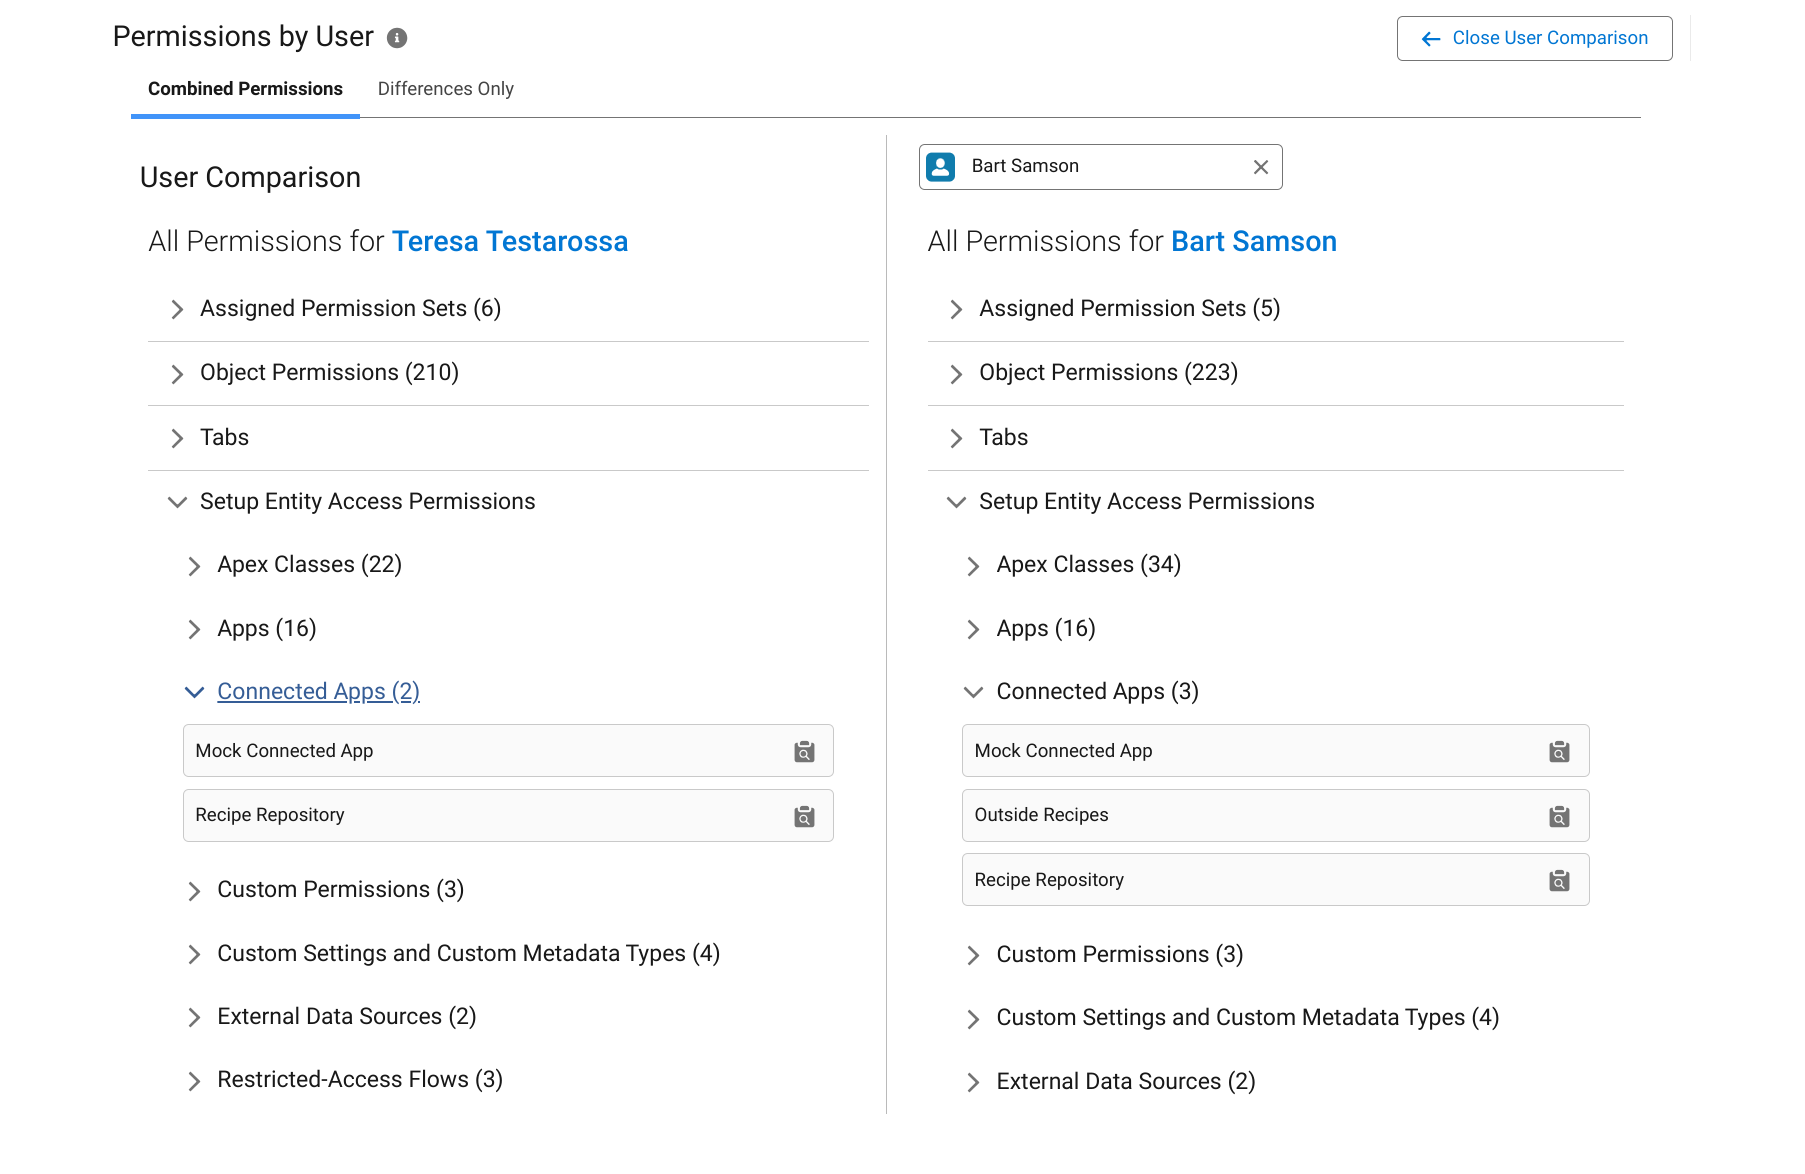 Permissions by User
Close User Comparison
Combined Permissions
Differences Only
User Comparison
All Permissions for Teresa Testarossa
Assigned Permission Sets (6)
Object Permissions (210)
Tabs
Setup Entity Access Permissions
Apex Classes (22)
Apps (16)
Connected Apps (2)
Mock Connected App
Recipe Repository
Custom Permissions (3)
Custom Settings and Custom Metadata Types (4)
External Data Sources (2)
Restricted-Access Flows (3)
Bart Samson
All Permissions for Bart Samson
Assigned Permission Sets (5)
Object Permissions (223)
Tabs
Setup Entity Access Permissions
Apex Classes (34)
Apps (16)
Connected Apps (3)
Mock Connected App
Outside Recipes
Recipe Repository
Custom Permissions (3)
Custom Settings and Custom Metadata Types (4)
External Data Sources (2)